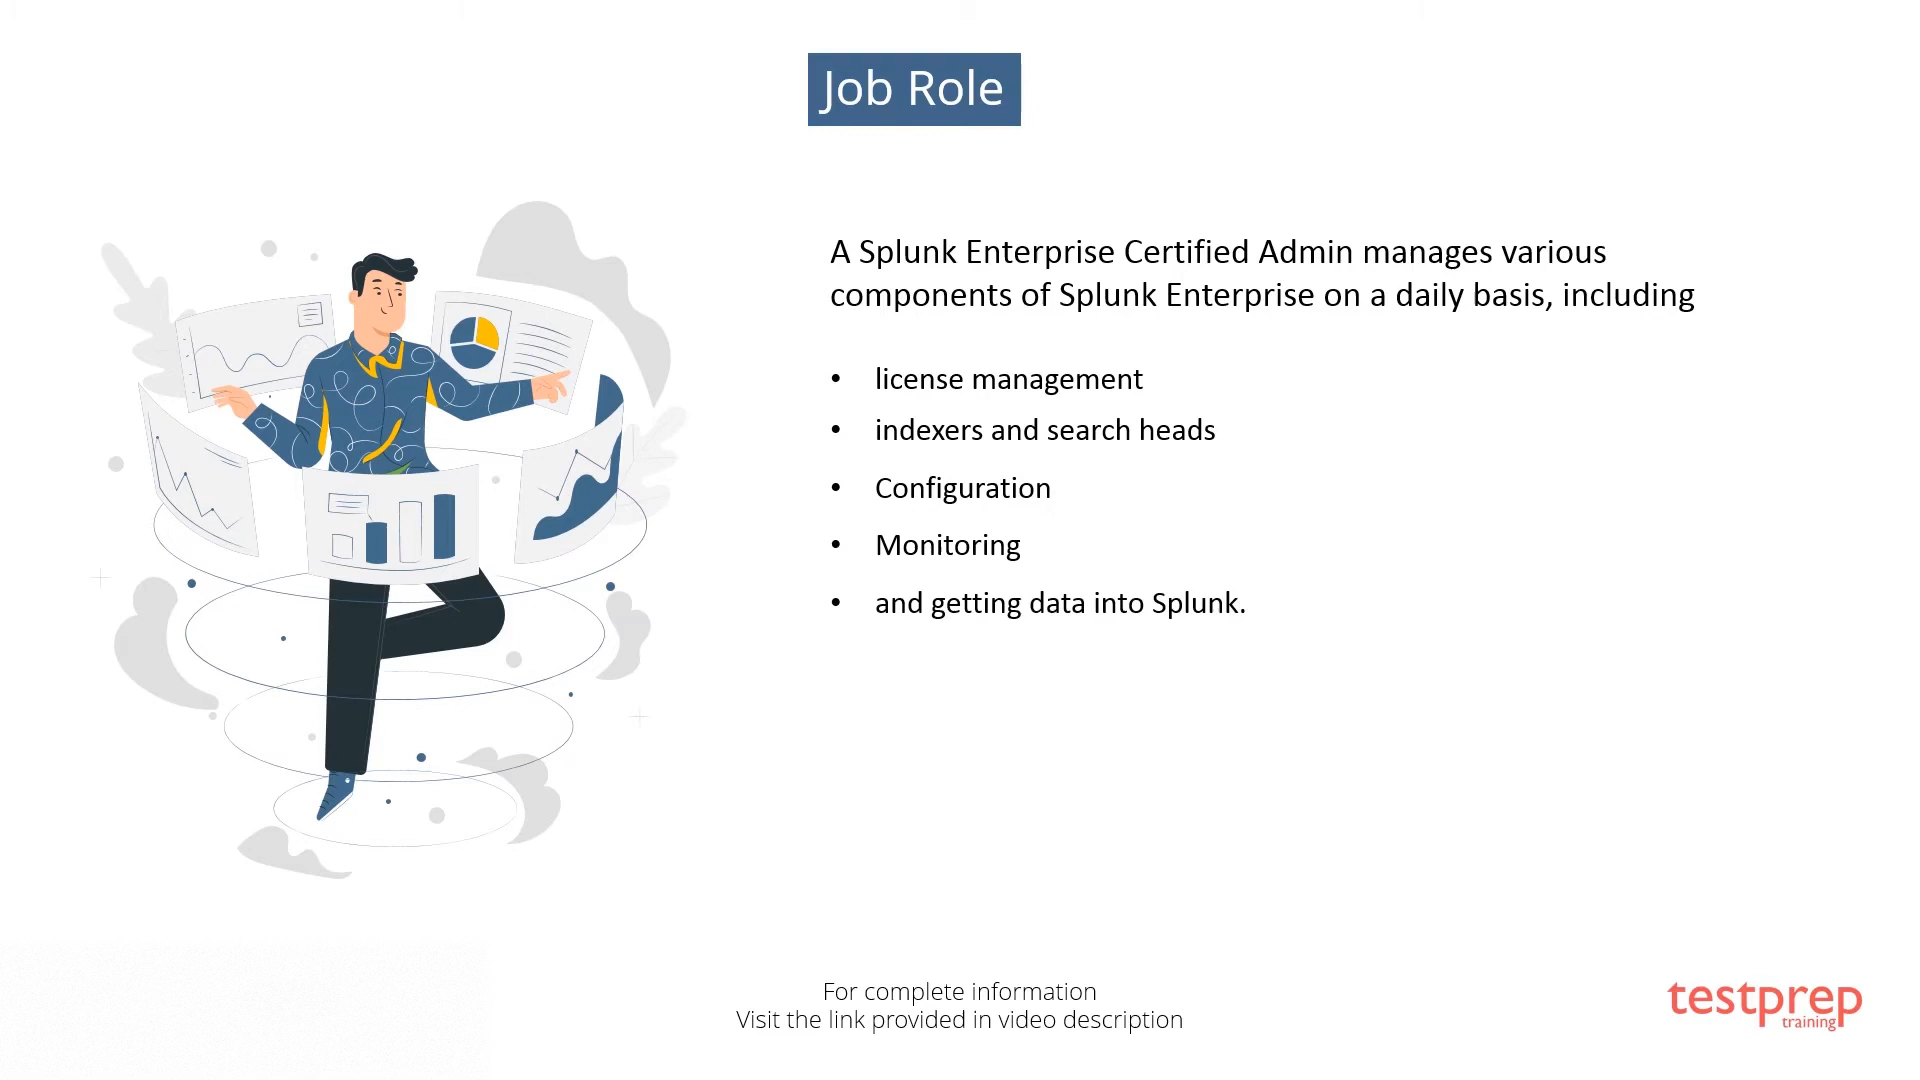 Job Role
A Splunk Enterprise Certified Admin manages various
components of Splunk Enterprise on a daily basis, including
• license management
• indexers and search heads
• Configuration
• Monitoring
• and getting data into Splunk.
For complete information
Visit the link provided in video description
testprep
training